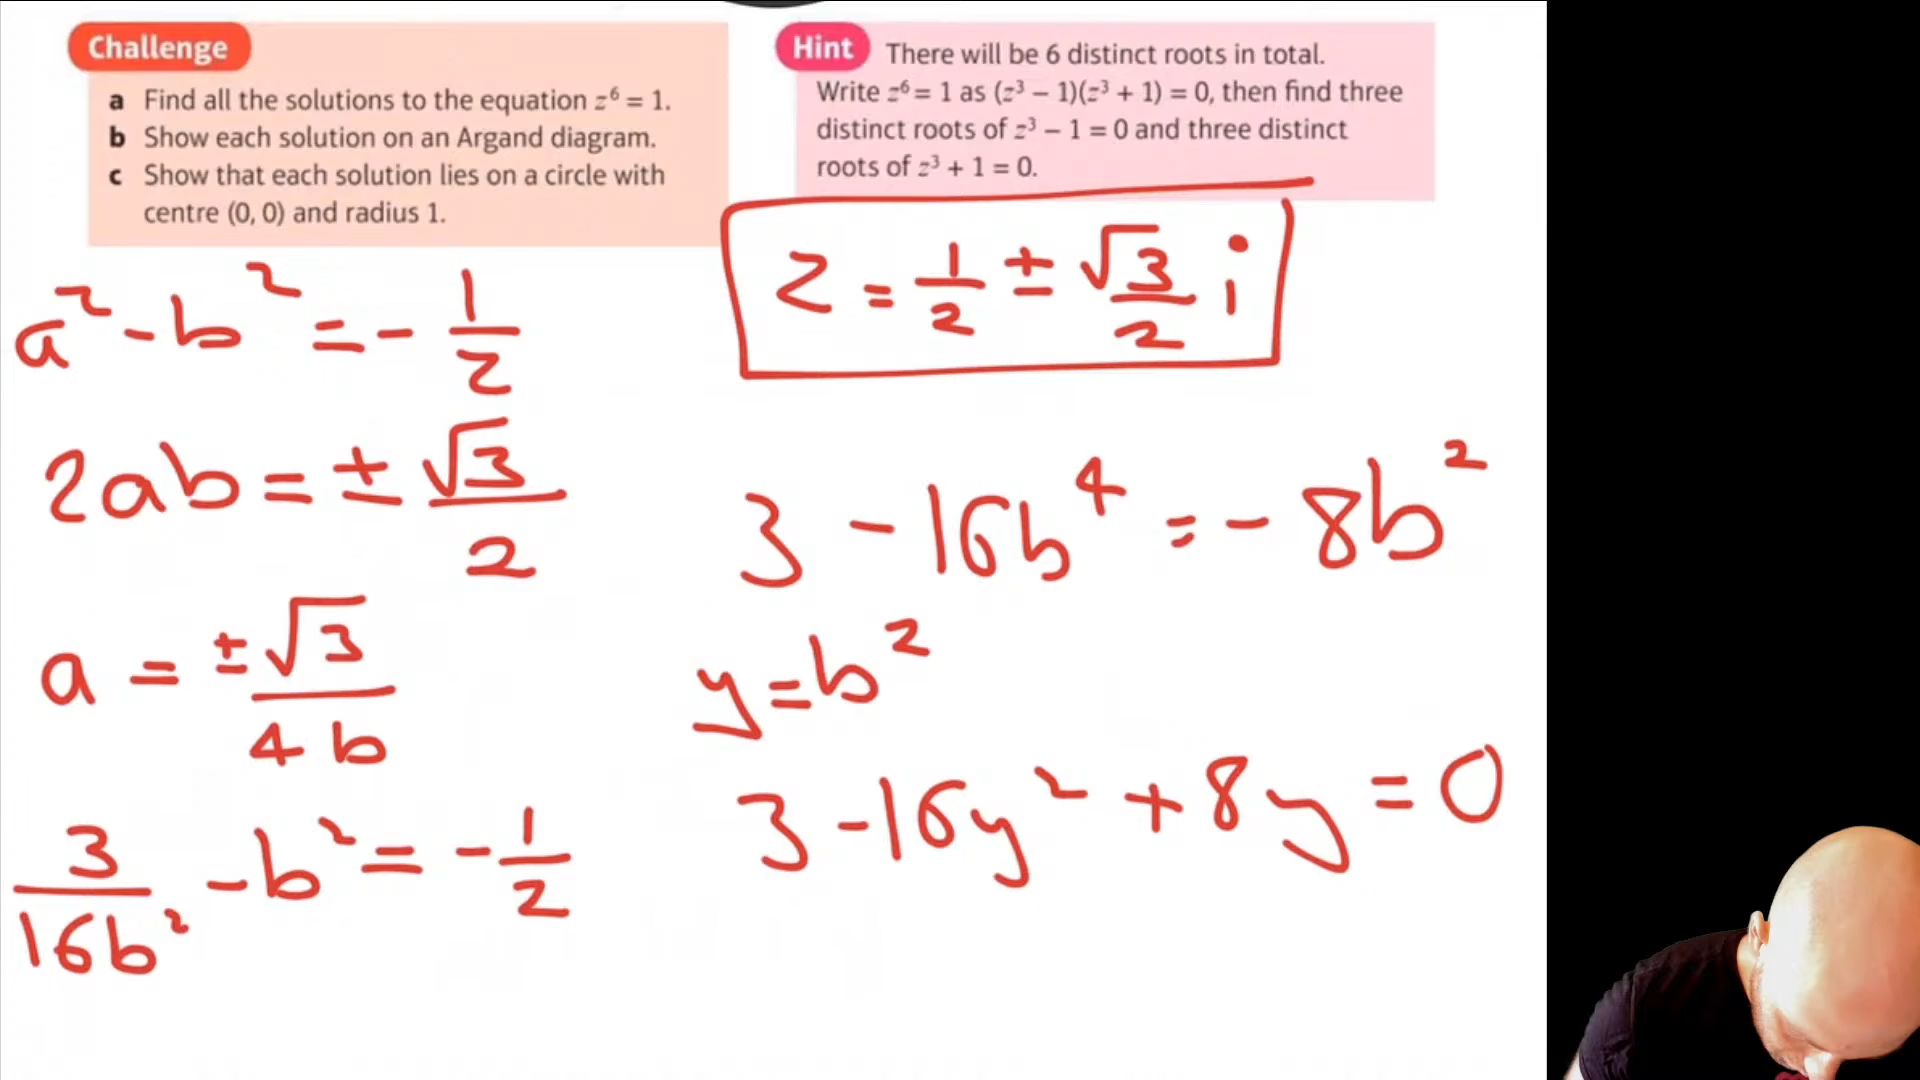 Challenge
a Find all the solutions to the equation z⁶ = 1.
b Show each solution on an Argand diagram.
c Show that each solution lies on a circle with
centre (0, 0) and radius 1.
Hint There will be 6 distinct roots in total.
Write z⁶ = 1 as (z³ − 1)(z³ + 1) = 0, then find three
distinct roots of z³ − 1 = 0 and three distinct
roots of z³ + 1 = 0.
z = 1/2 ± √3/2 i
a² - b² = - 1/2
2ab = ± √3/2
a = ±√3/4b
3/16b² - b² = - 1/2
3 - 16b⁴ = - 8b²
y = b²
3 - 16y² + 8y = 0